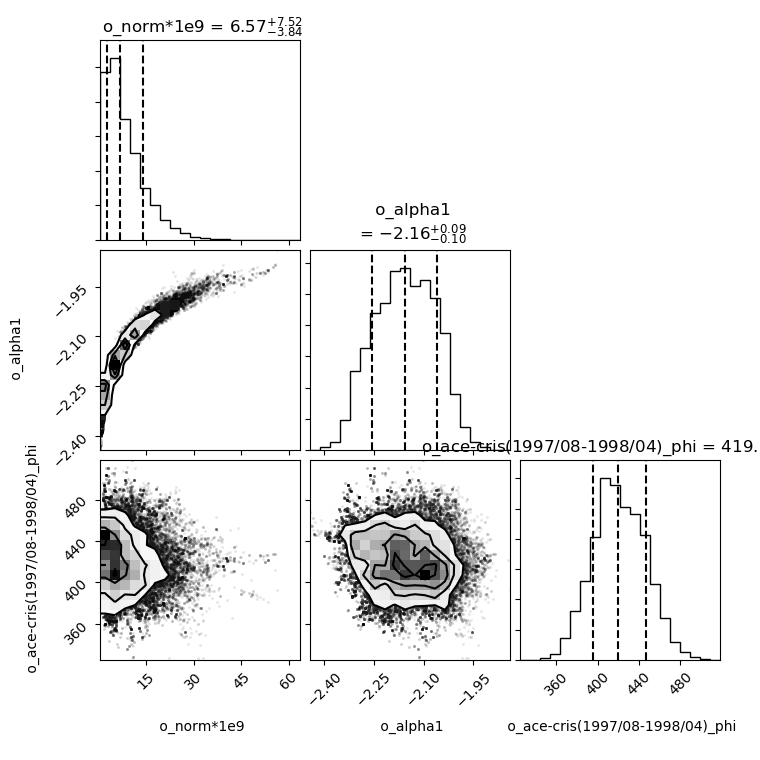 o_norm*1e9 = 6.57+7.52−3.84
o_alpha1
= −2.16+0.09−0.10
o_ace-cris(1997/08-1998/04)_phi = 419.
o_alpha1
−1.95
−2.10
−2.25
−2.40
o_ace-cris(1997/08-1998/04)_phi
480
440
400
360
15 30 45 60
−2.40 −2.25 −2.10 −1.95
360 400 440 480
o_norm*1e9
o_alpha1
o_ace-cris(1997/08-1998/04)_phi